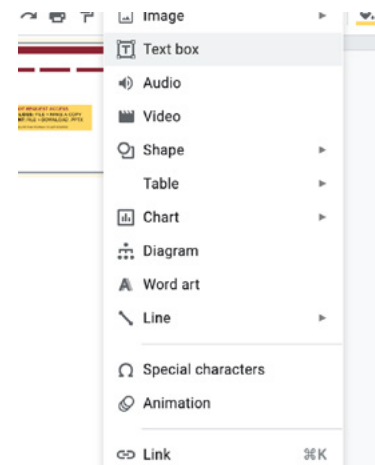 Image
Text box
Audio
Video
Shape
Table
Chart
Diagram
Word art
Line
Special characters
Animation
Link ⌘K